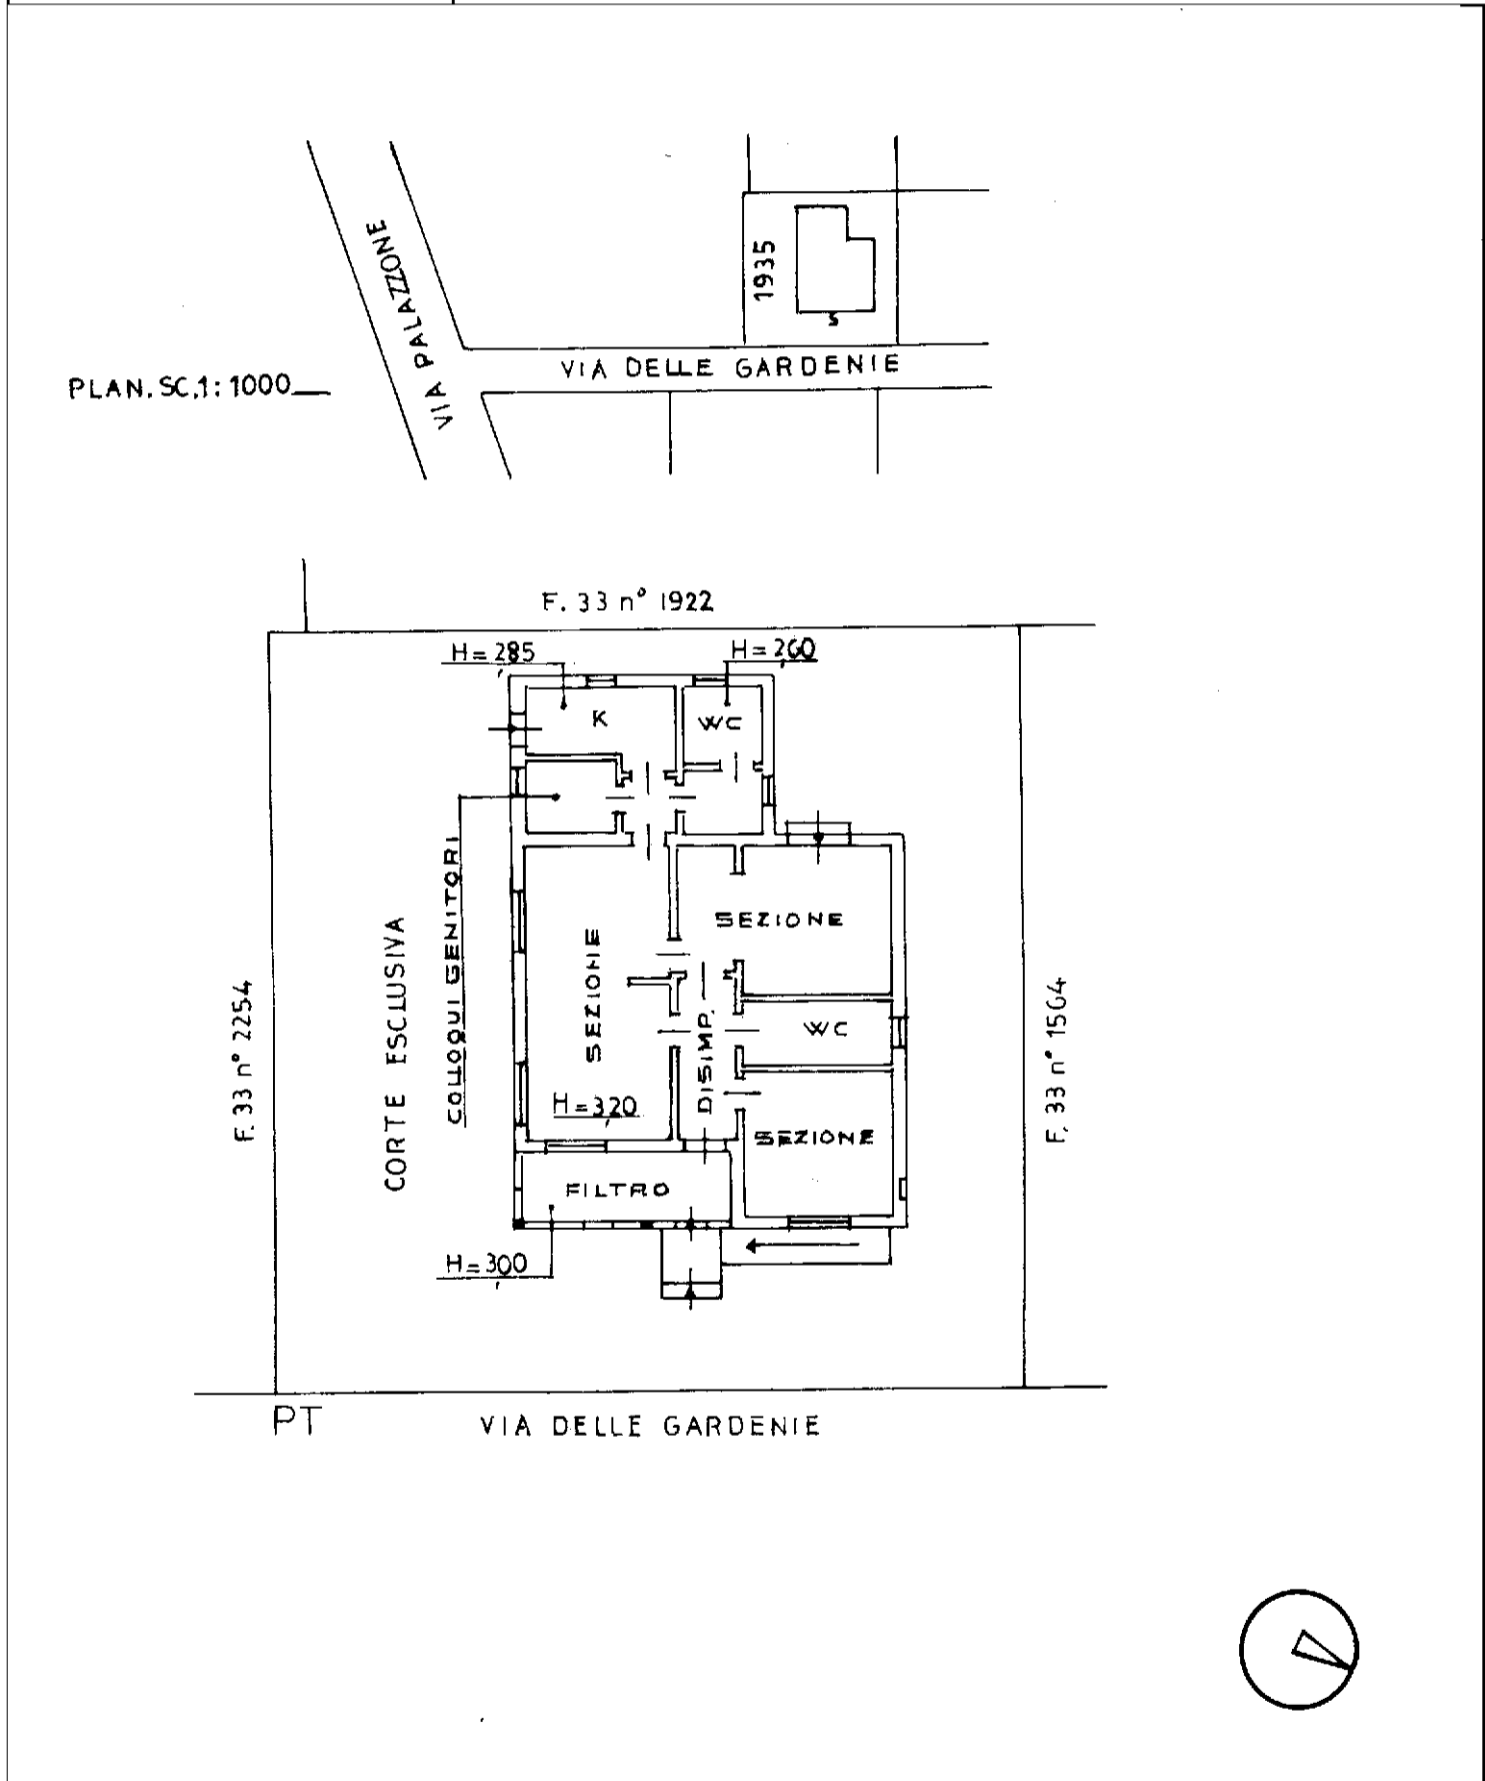 VIA PALAZZONE
1935
S
VIA DELLE GARDENIE
PLAN. SC. 1: 1000
F. 33 n° 1922
H=285
H=260
K
WC
COLLOQUI GENITORI
SEZIONE
SEZIONE
CORTE ESCLUSIVA
F. 33 n° 2254
DISIMP.
WC
F. 33 n° 1564
H=320
SEZIONE
FILTRO
H=300
PT
VIA DELLE GARDENIE